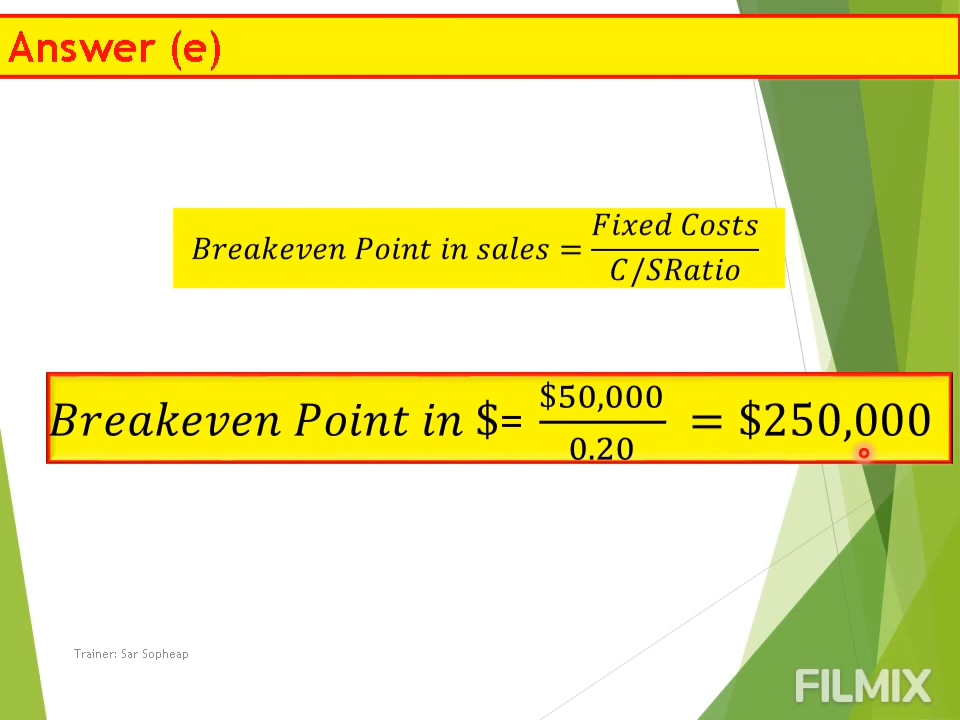 Answer (e)
Breakeven Point in sales = Fixed Costs / C/SRatio
Breakeven Point in $= $50,000 / 0.20 = $250,000
Trainer: Sar Sopheap
FILMIX